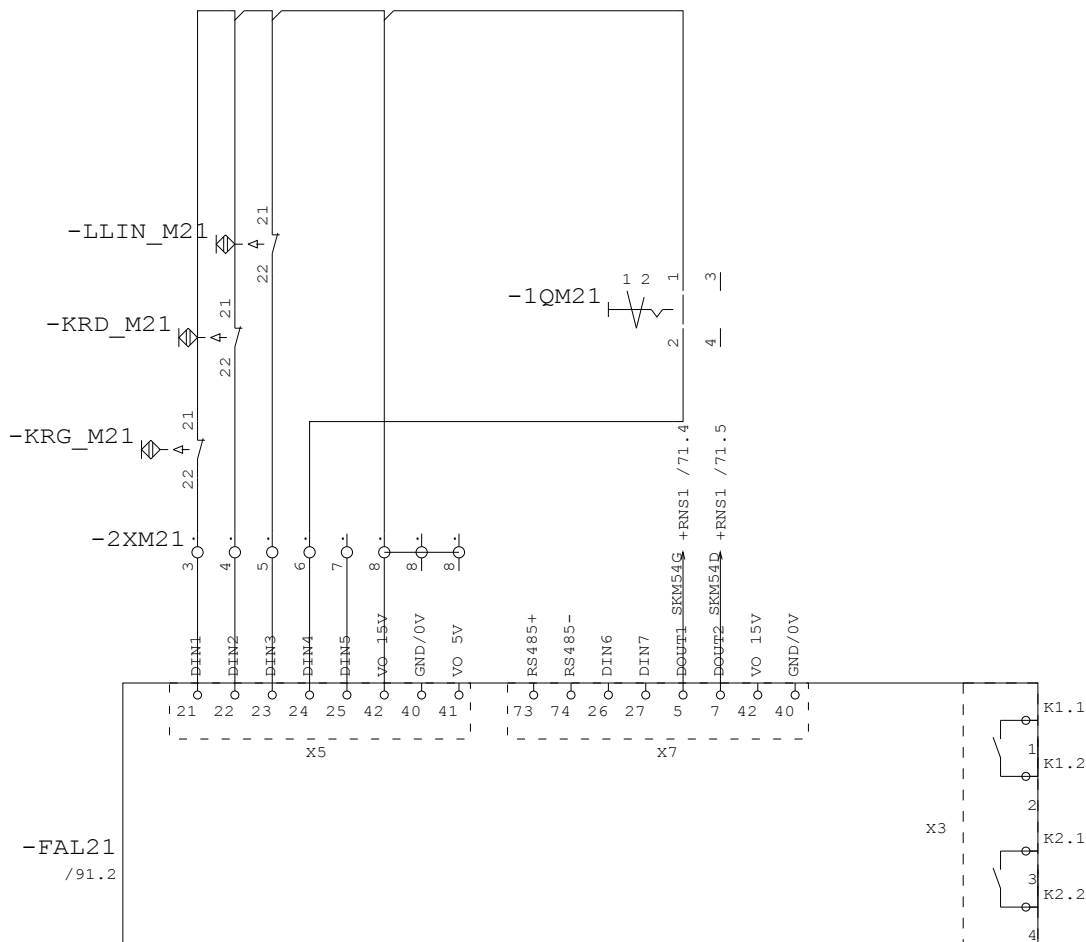 -LLIN_M21
21
22
-KRD_M21
21
22
-KRG_M21
21
22
-1QM21
1 2
1
2
3
4
-2XM21
3
4
5
6
7
8
8
8
SKM54G +RNS1 /71.4
SKM54D +RNS1 /71.5
DIN1
DIN2
DIN3
DIN4
DIN5
VO 15V
GND/0V
VO 5V
RS485+
RS485-
DIN6
DIN7
DOUT1
DOUT2
VO 15V
GND/0V
21 22 23 24 25 42 40 41
73 74 26 27 5 7 42 40
X5
X7
K1.1
1
K1.2
2
X3
K2.1
3
K2.2
4
-FAL21
/91.2